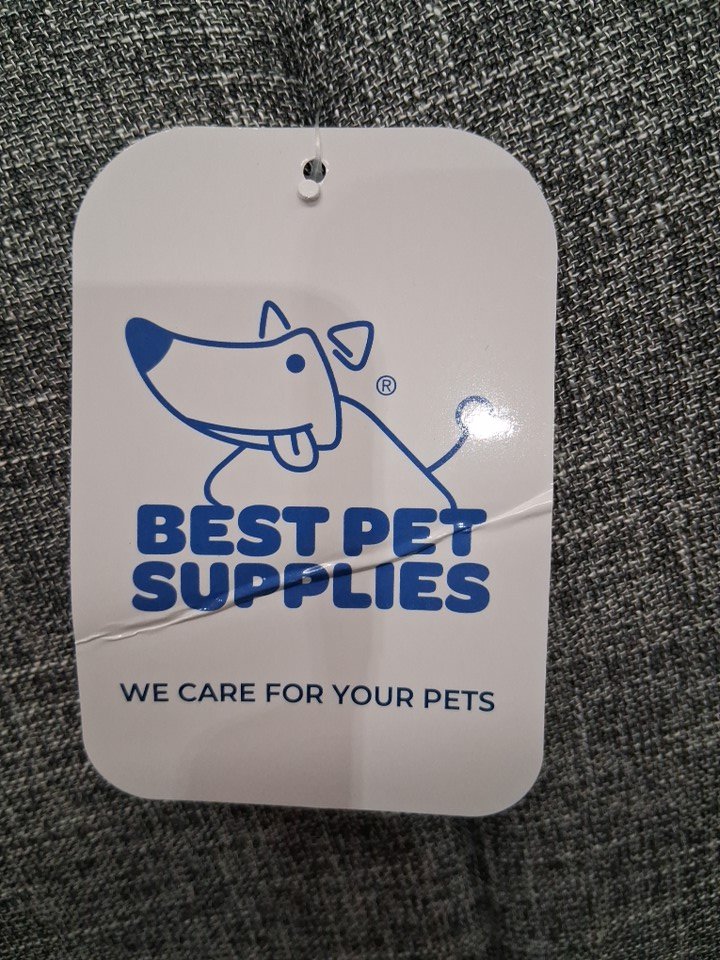 ®
BEST PET
SUPPLIES
WE CARE FOR YOUR PETS